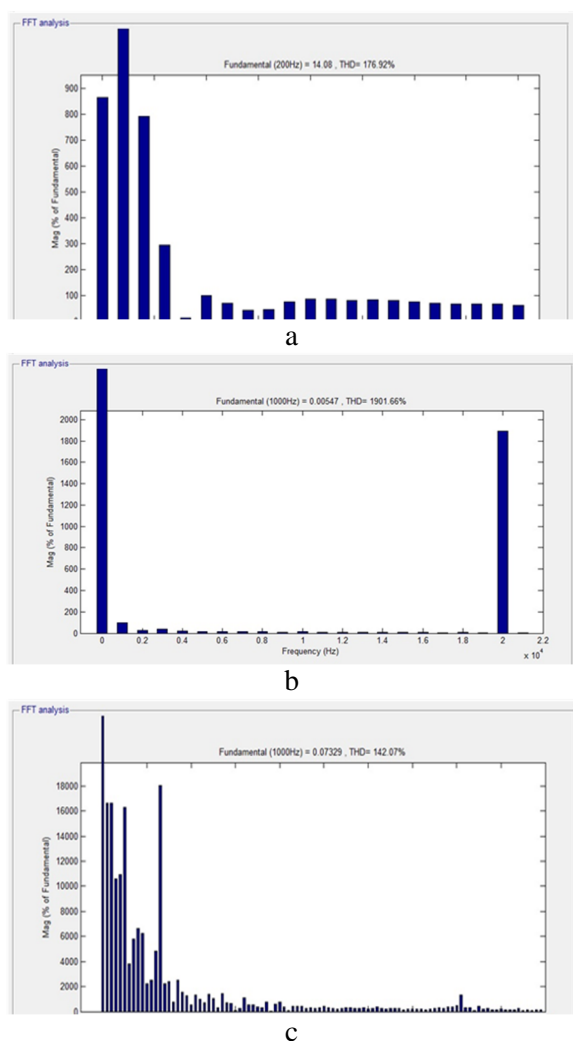 FFT analysis
Fundamental (200Hz) = 14.08 , THD= 176.92%
900
800
700
600
500
400
300
200
100
Mag (% of Fundamental)
a
FFT analysis
Fundamental (1000Hz) = 0.00547 , THD= 1901.66%
2000
1800
1600
1400
1200
1000
800
600
400
200
0
Mag (% of Fundamental)
0 0.2 0.4 0.6 0.8 1 1.2 1.4 1.6 1.8 2 2.2
Frequency (Hz)
x 10⁴
b
FFT analysis
Fundamental (1000Hz) = 0.07329 , THD= 142.07%
18000
16000
14000
12000
10000
8000
6000
4000
2000
0
Mag (% of Fundamental)
c